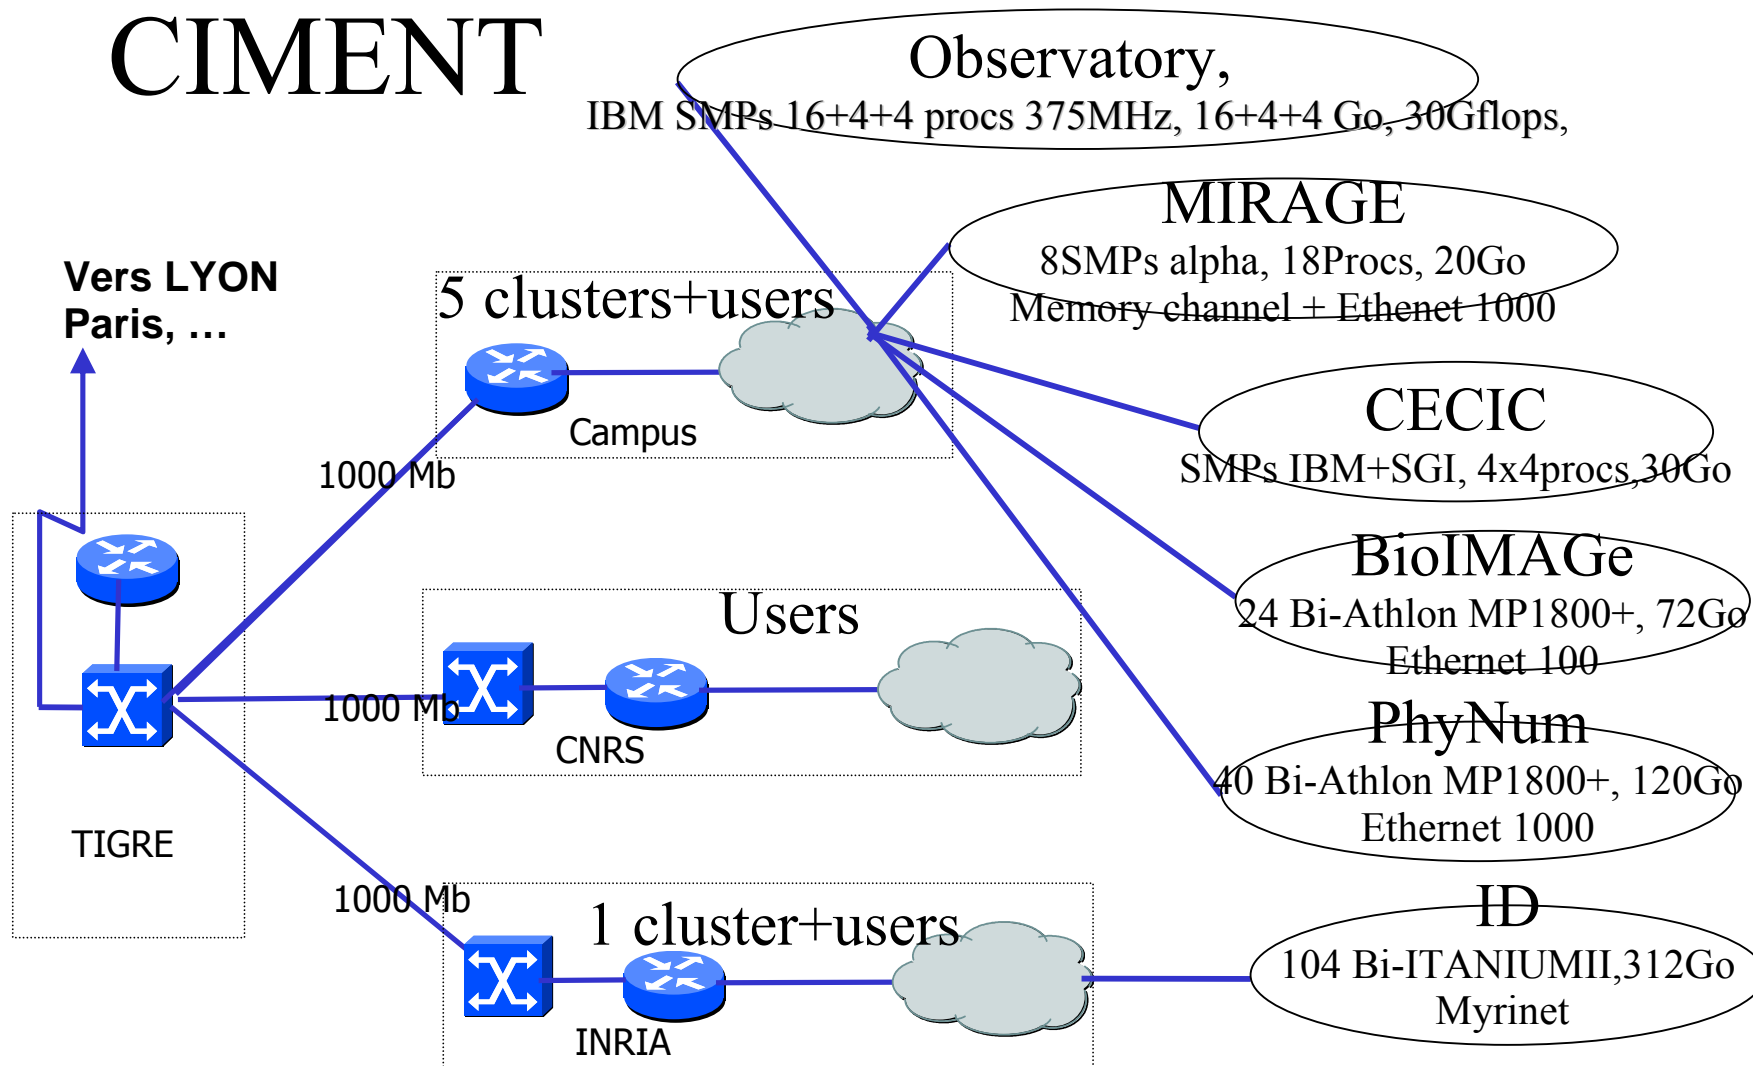 CIMENT
Observatory,
IBM SMPs 16+4+4 procs 375MHz, 16+4+4 Go, 30Gflops,
MIRAGE
8SMPs alpha, 18Procs, 20Go
Memory channel + Ethenet 1000
Vers LYON
Paris, …
5 clusters+users
Campus
CECIC
SMPs IBM+SGI, 4x4procs,30Go
1000 Mb
BioIMAGe
24 Bi-Athlon MP1800+, 72Go
Ethernet 100
Users
1000 Mb
CNRS
PhyNum
40 Bi-Athlon MP1800+, 120Go
Ethernet 1000
TIGRE
1000 Mb
1 cluster+users
INRIA
ID
104 Bi-ITANIUMII,312Go
Myrinet